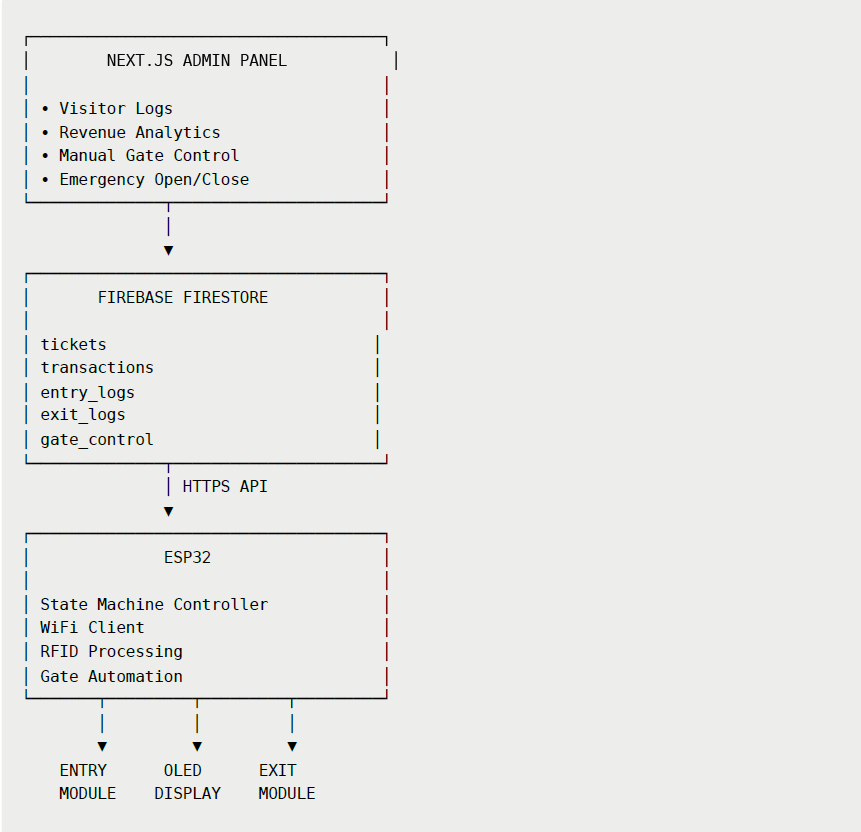 NEXT.JS ADMIN PANEL
• Visitor Logs
• Revenue Analytics
• Manual Gate Control
• Emergency Open/Close
FIREBASE FIRESTORE
tickets
transactions
entry_logs
exit_logs
gate_control
HTTPS API
ESP32
State Machine Controller
WiFi Client
RFID Processing
Gate Automation
ENTRY OLED EXIT
MODULE DISPLAY MODULE